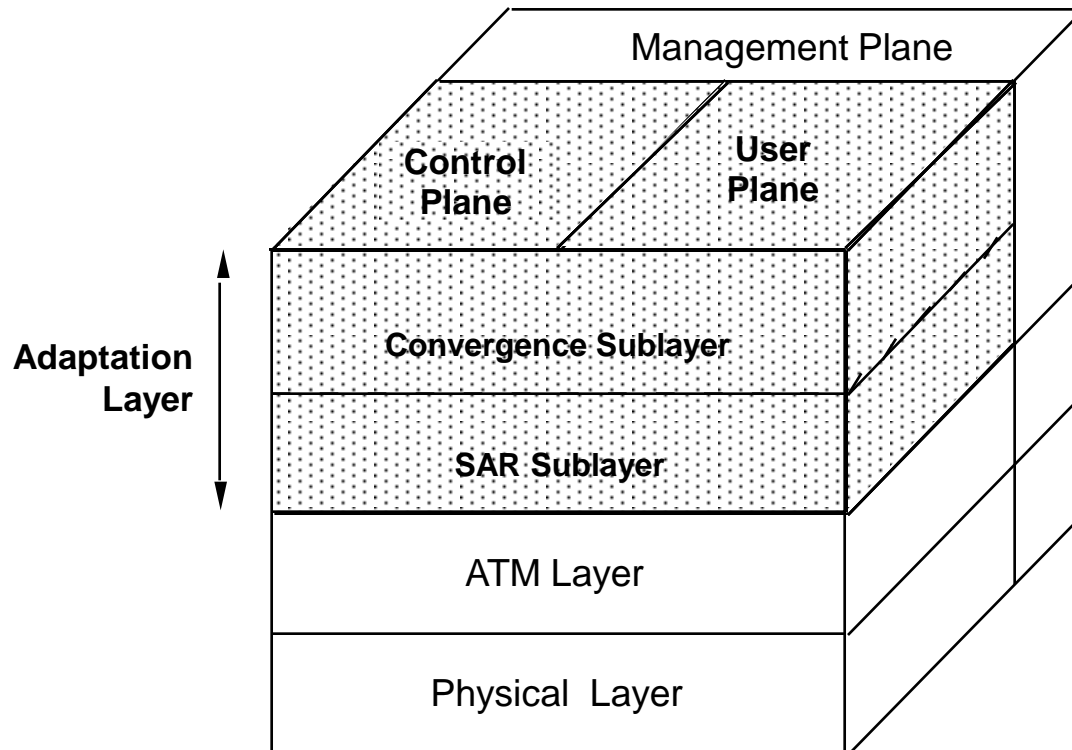 Management Plane
Control
Plane
User
Plane
Convergence Sublayer
Adaptation
Layer
SAR Sublayer
ATM Layer
Physical Layer